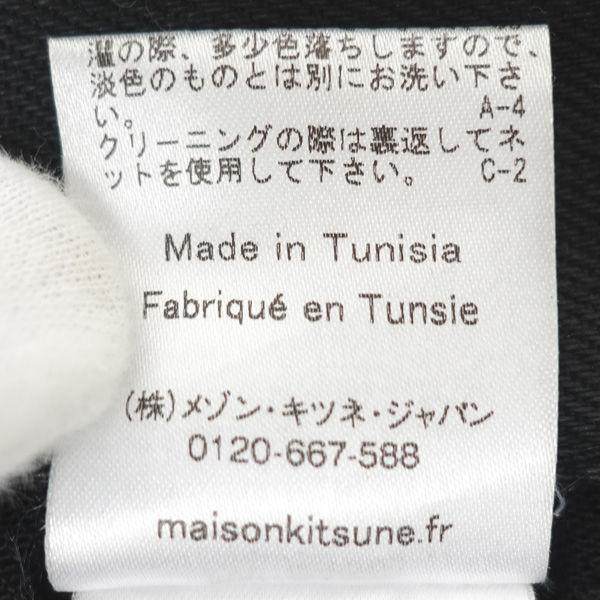 濯の際、多少色落ちしますので、
淡色のものとは別にお洗い下さ
い。 A-4
クリーニングの際は裏返してネ
ットを使用して下さい。 C-2
Made in Tunisia
Fabriqué en Tunsie
(株)メゾン・キツネ・ジャパン
0120-667-588
maisonkitsune.fr